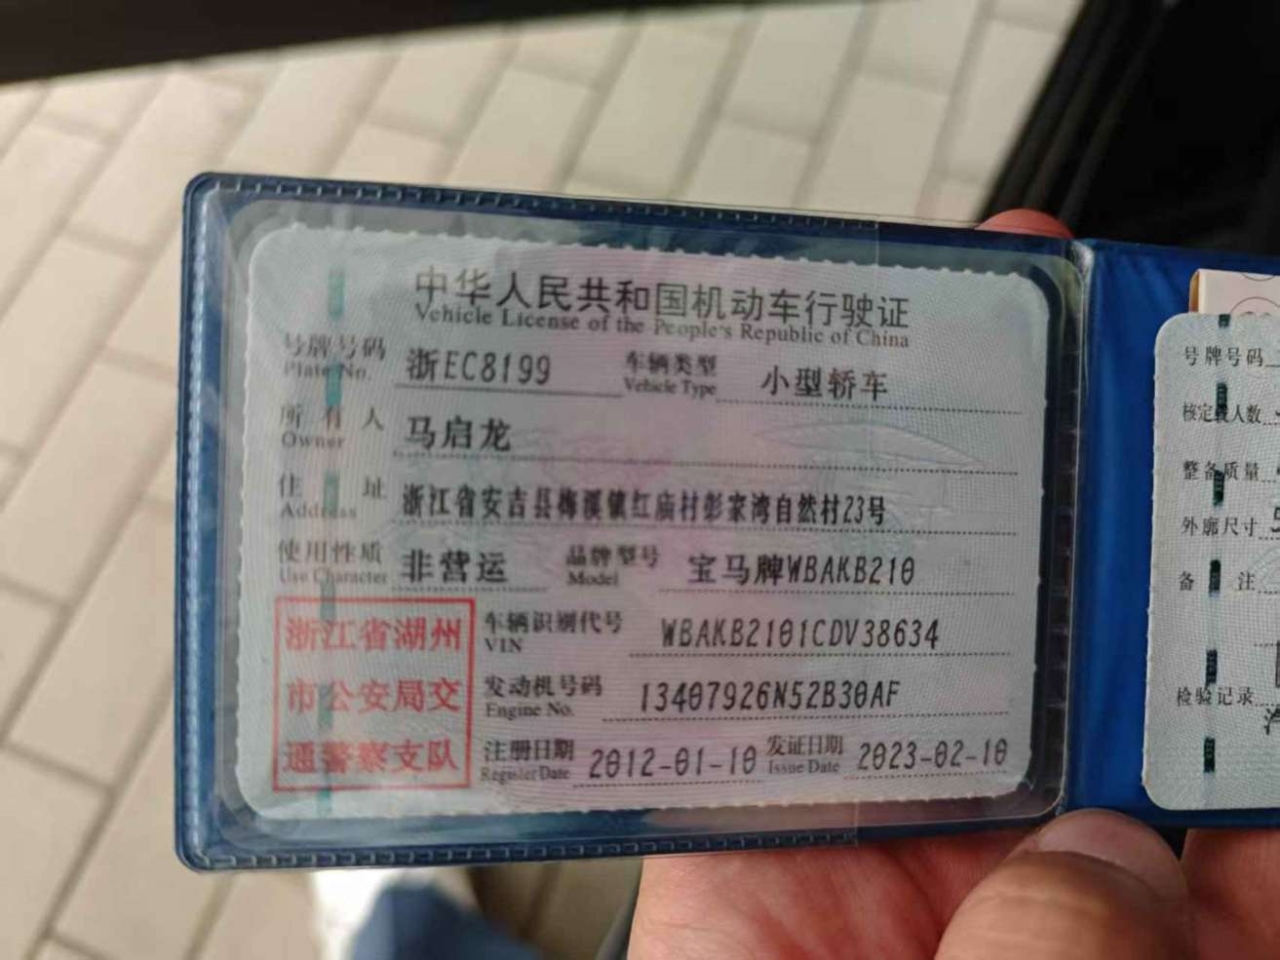 中华人民共和国机动车行驶证
Vehicle License of the People's Republic of China
号牌号码 浙EC8199 车辆类型 小型轿车
Plate No. Vehicle Type
所有人 马启龙
Owner
住址 浙江省安吉县梅溪镇红庙村彭家湾自然村23号
Address
使用性质 非营运 品牌型号 宝马牌WBAKB210
Use Character Model
浙江省湖州
市公安局交
通警察支队
车辆识别代号 WBAKB2101CDV38634
VIN
发动机号码 13407926N52B30AF
Engine No.
注册日期 2012-01-10 发证日期 2023-02-10
Register Date Issue Date
号牌号码
核定载人数
整备质量
外廓尺寸 5
备注
检验记录